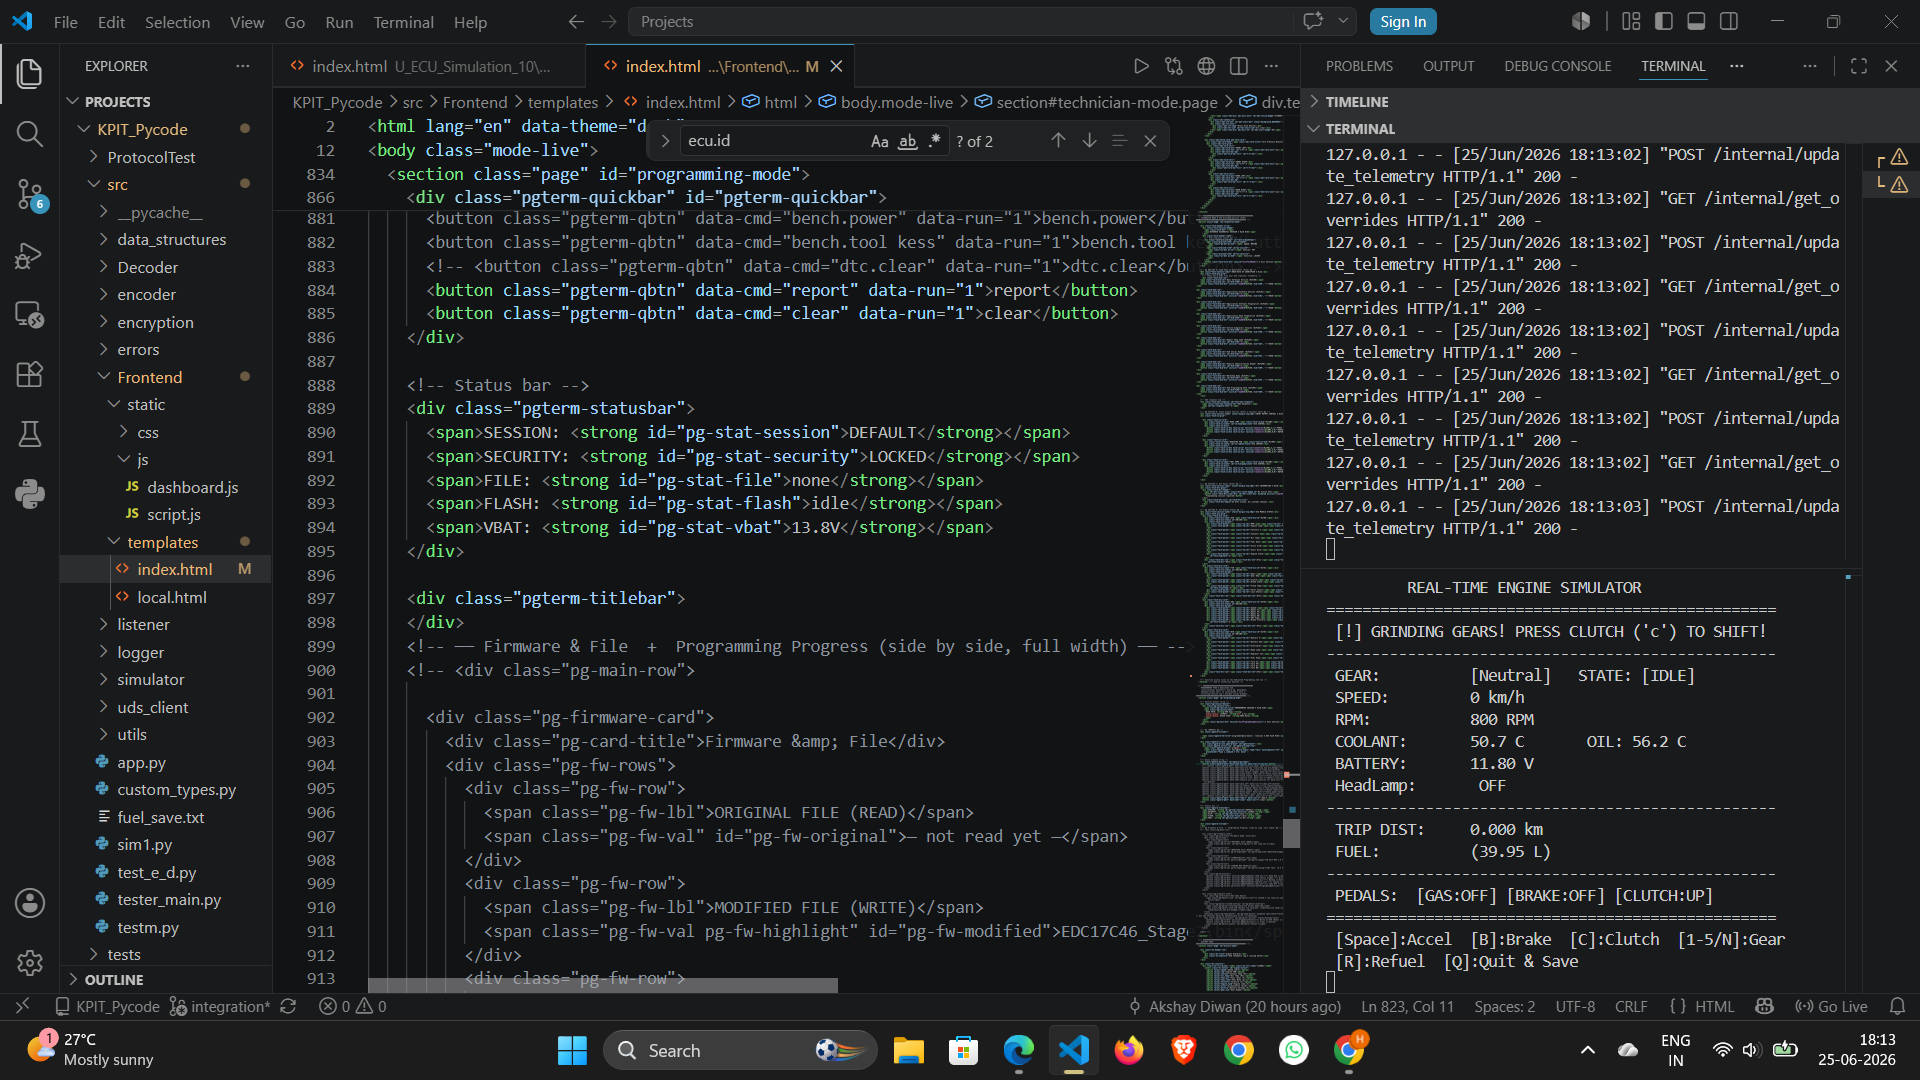 File Edit Selection View Go Run Terminal Help
Projects
Sign In
EXPLORER
PROJECTS
KPIT_Pycode
ProtocolTest
src
__pycache__
data_structures
Decoder
encoder
encryption
errors
Frontend
static
css
js
JS dashboard.js
JS script.js
templates
index.html M
local.html
listener
logger
simulator
uds_client
utils
app.py
custom_types.py
fuel_save.txt
sim1.py
test_e_d.py
tester_main.py
testm.py
tests
OUTLINE
6
index.html U_ECU_Simulation_10\...
index.html ...\Frontend\... M
KPIT_Pycode > src > Frontend > templates > index.html > html > body.mode-live > section#technician-mode.page > div.te
ecu.id
Aa ab .* ? of 2
2 <html lang="en" data-theme="d
12 <body class="mode-live">
834 <section class="page" id="programming-mode">
866 <div class="pgterm-quickbar" id="pgterm-quickbar">
881 <button class="pgterm-qbtn" data-cmd="bench.power" data-run="1">bench.power</but
882 <button class="pgterm-qbtn" data-cmd="bench.tool kess" data-run="1">bench.tool
883 <!-- <button class="pgterm-qbtn" data-cmd="dtc.clear" data-run="1">dtc.clear</bu
884 <button class="pgterm-qbtn" data-cmd="report" data-run="1">report</button>
885 <button class="pgterm-qbtn" data-cmd="clear" data-run="1">clear</button>
886 </div>
887
888 <!-- Status bar -->
889 <div class="pgterm-statusbar">
890 <span>SESSION: <strong id="pg-stat-session">DEFAULT</strong></span>
891 <span>SECURITY: <strong id="pg-stat-security">LOCKED</strong></span>
892 <span>FILE: <strong id="pg-stat-file">none</strong></span>
893 <span>FLASH: <strong id="pg-stat-flash">idle</strong></span>
894 <span>VBAT: <strong id="pg-stat-vbat">13.8V</strong></span>
895 </div>
896
897 <div class="pgterm-titlebar">
898 </div>
899 <!-- —— Firmware & File + Programming Progress (side by side, full width) —— --
900 <!-- <div class="pg-main-row">
901
902 <div class="pg-firmware-card">
903 <div class="pg-card-title">Firmware &amp; File</div>
904 <div class="pg-fw-rows">
905 <div class="pg-fw-row">
906 <span class="pg-fw-lbl">ORIGINAL FILE (READ)</span>
907 <span class="pg-fw-val" id="pg-fw-original">— not read yet —</span>
908 </div>
909 <div class="pg-fw-row">
910 <span class="pg-fw-lbl">MODIFIED FILE (WRITE)</span>
911 <span class="pg-fw-val pg-fw-highlight" id="pg-fw-modified">EDC17C46_Stage
912 </div>
913 <div class="pg-fw-row">
PROBLEMS OUTPUT DEBUG CONSOLE TERMINAL
TIMELINE
TERMINAL
127.0.0.1 - - [25/Jun/2026 18:13:02] "POST /internal/upda
te_telemetry HTTP/1.1" 200 -
127.0.0.1 - - [25/Jun/2026 18:13:02] "GET /internal/get_o
verrides HTTP/1.1" 200 -
127.0.0.1 - - [25/Jun/2026 18:13:02] "POST /internal/upda
te_telemetry HTTP/1.1" 200 -
127.0.0.1 - - [25/Jun/2026 18:13:02] "GET /internal/get_o
verrides HTTP/1.1" 200 -
127.0.0.1 - - [25/Jun/2026 18:13:02] "POST /internal/upda
te_telemetry HTTP/1.1" 200 -
127.0.0.1 - - [25/Jun/2026 18:13:02] "GET /internal/get_o
verrides HTTP/1.1" 200 -
127.0.0.1 - - [25/Jun/2026 18:13:02] "POST /internal/upda
te_telemetry HTTP/1.1" 200 -
127.0.0.1 - - [25/Jun/2026 18:13:02] "GET /internal/get_o
verrides HTTP/1.1" 200 -
127.0.0.1 - - [25/Jun/2026 18:13:03] "POST /internal/upda
te_telemetry HTTP/1.1" 200 -
REAL-TIME ENGINE SIMULATOR
==================================================
[!] GRINDING GEARS! PRESS CLUTCH ('c') TO SHIFT!
--------------------------------------------------
GEAR: [Neutral] STATE: [IDLE]
SPEED: 0 km/h
RPM: 800 RPM
COOLANT: 50.7 C OIL: 56.2 C
BATTERY: 11.80 V
HeadLamp: OFF
--------------------------------------------------
TRIP DIST: 0.000 km
FUEL: (39.95 L)
--------------------------------------------------
PEDALS: [GAS:OFF] [BRAKE:OFF] [CLUTCH:UP]
==================================================
[Space]:Accel [B]:Brake [C]:Clutch [1-5/N]:Gear
[R]:Refuel [Q]:Quit & Save
KPIT_Pycode integration* 0 0
Akshay Diwan (20 hours ago) Ln 823, Col 11 Spaces: 2 UTF-8 CRLF { } HTML Go Live
1
27°C
Mostly sunny
Search
H
ENG
IN
18:13
25-06-2026